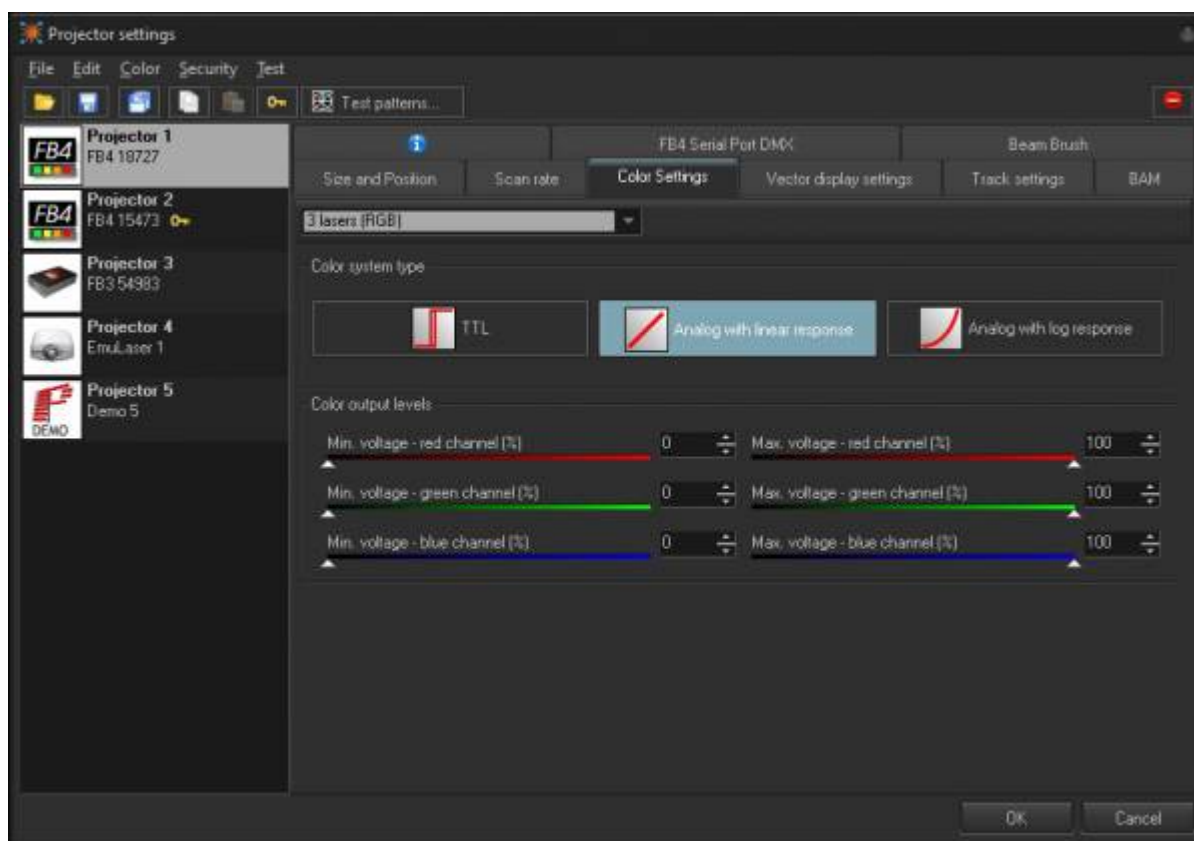 Projector settings
File Edit Color Security Test
Test patterns...
FB4 Projector 1
FB4 18727
FB4 Projector 2
FB4 15473
Projector 3
FB3 54983
Projector 4
EmuLaser 1
Projector 5
Demo 5
DEMO
FB4 Serial Port DMX Beam Brush
Size and Position Scan rate Color Settings Vector display settings Track settings BAM
3 lasers (RGB)
Color system type
TTL Analog with linear response Analog with log response
Color output levels
Min. voltage - red channel (%) 0 Max. voltage - red channel (%) 100
Min. voltage - green channel (%) 0 Max. voltage - green channel (%) 100
Min. voltage - blue channel (%) 0 Max. voltage - blue channel (%) 100
OK Cancel